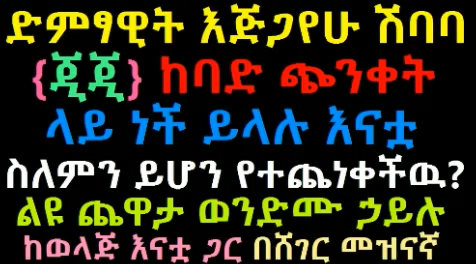 ድምፃዊት እጅጋየሁ ሽባባ
{ጂጂ} ከባድ ጭንቀት
ላይ ነች ይላሉ እናቷ
ስለምን ይሆን የተጨነቀችዉ?
ልዩ ጨዋታ ወንድሙ ኃይሉ
ከወላጅ እናቷ ጋር በሸገር መዝናኛ